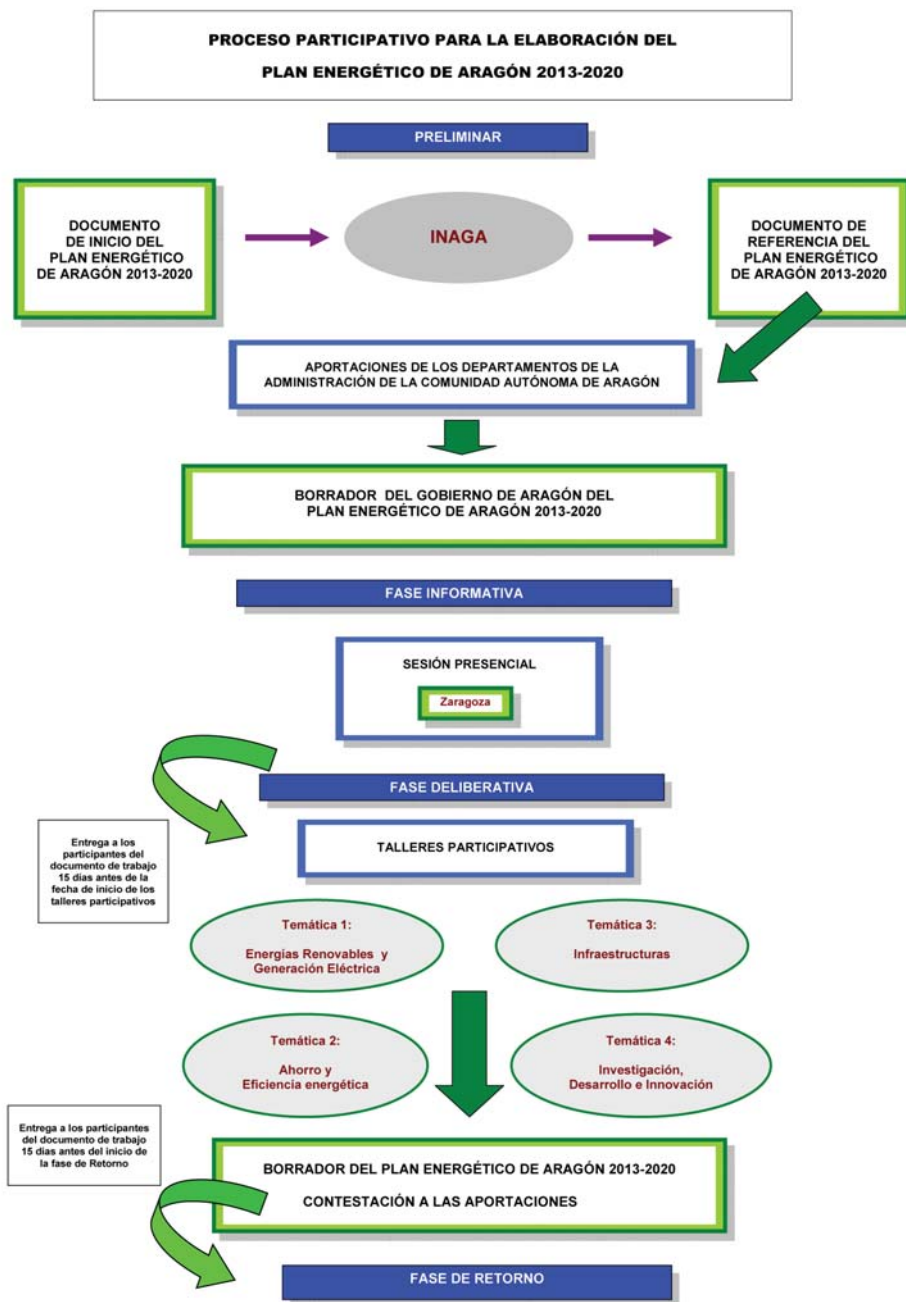 PROCESO PARTICIPATIVO PARA LA ELABORACIÓN DEL
PLAN ENERGÉTICO DE ARAGÓN 2013-2020
PRELIMINAR
DOCUMENTO
DE INICIO DEL
PLAN ENERGÉTICO
DE ARAGÓN 2013-2020
INAGA
DOCUMENTO DE
REFERENCIA DEL
PLAN ENERGÉTICO
DE ARAGÓN 2013-2020
APORTACIONES DE LOS DEPARTAMENTOS DE LA
ADMINISTRACIÓN DE LA COMUNIDAD AUTÓNOMA DE ARAGÓN
BORRADOR DEL GOBIERNO DE ARAGÓN DEL
PLAN ENERGÉTICO DE ARAGÓN 2013-2020
FASE INFORMATIVA
SESIÓN PRESENCIAL
Zaragoza
FASE DELIBERATIVA
TALLERES PARTICIPATIVOS
Entrega a los
participantes del
documento de trabajo
15 días antes de la
fecha de inicio de los
talleres participativos
Temática 1:
Energías Renovables y
Generación Eléctrica
Temática 3:
Infraestructuras
Temática 2:
Ahorro y
Eficiencia energética
Temática 4:
Investigación,
Desarrollo e Innovación
Entrega a los participantes
del documento de trabajo
15 días antes del inicio de
la fase de Retorno
BORRADOR DEL PLAN ENERGÉTICO DE ARAGÓN 2013-2020
CONTESTACIÓN A LAS APORTACIONES
FASE DE RETORNO